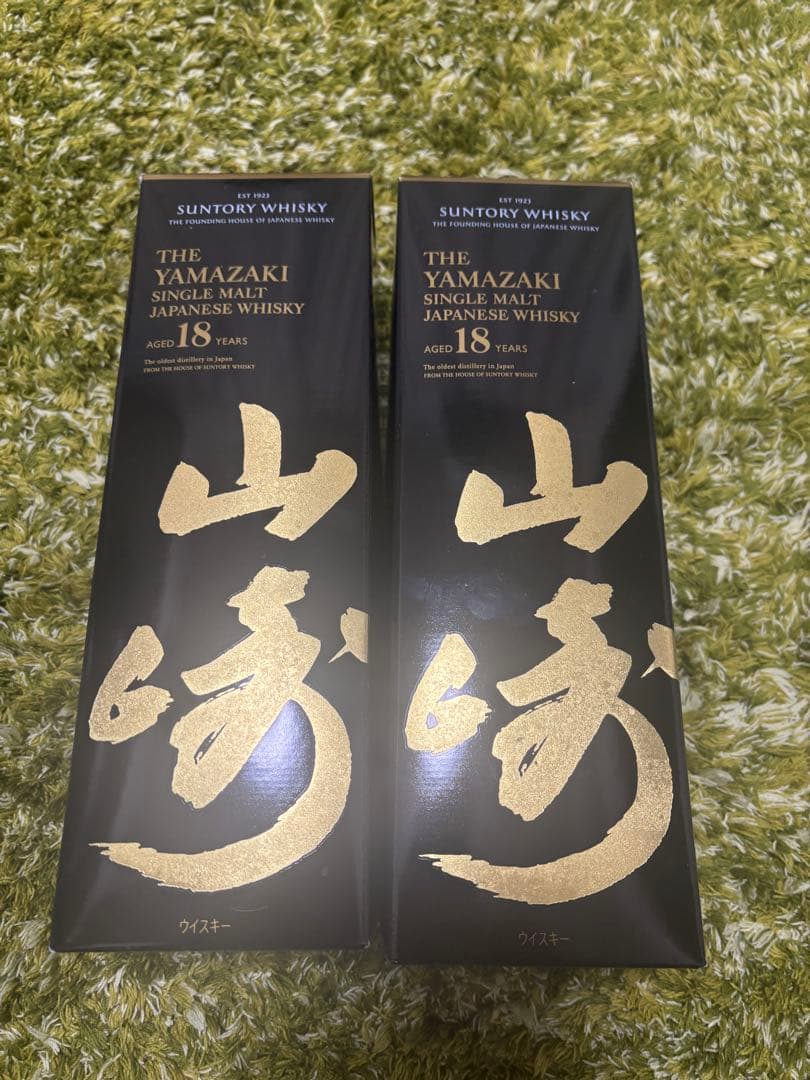 EST 1923
SUNTORY WHISKY
THE FOUNDING HOUSE OF JAPANESE WHISKY
THE
YAMAZAKI
SINGLE MALT
JAPANESE WHISKY
AGED 18 YEARS
The oldest distillery in Japan
FROM THE HOUSE OF SUNTORY WHISKY
山
崎
ウイスキー
EST 1923
SUNTORY WHISKY
THE FOUNDING HOUSE OF JAPANESE WHISKY
THE
YAMAZAKI
SINGLE MALT
JAPANESE WHISKY
AGED 18 YEARS
The oldest distillery in Japan
FROM THE HOUSE OF SUNTORY WHISKY
山
崎
ウイスキー